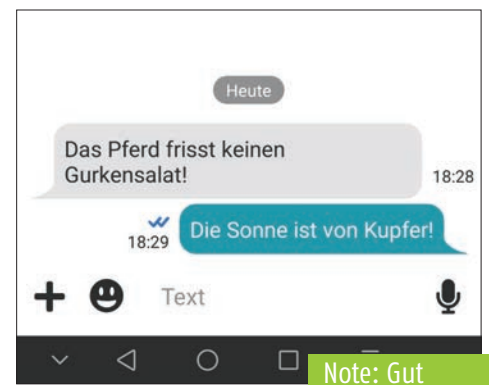 Heute
Das Pferd frisst keinen
Gurkensalat!
18:28
18:29
Die Sonne ist von Kupfer!
Text
Note: Gut